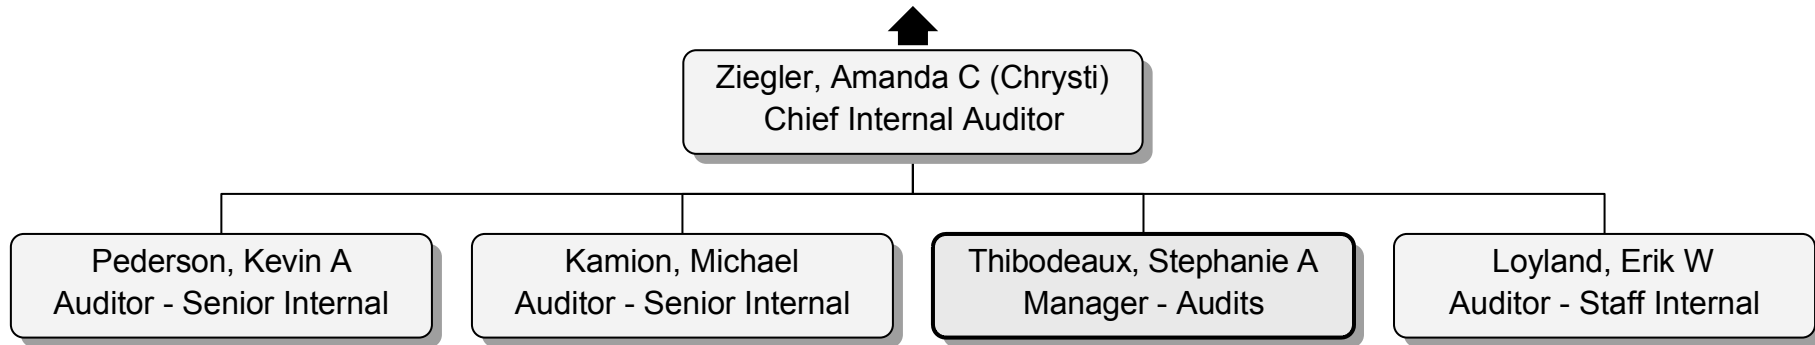 Ziegler, Amanda C (Chrysti)
Chief Internal Auditor
Pederson, Kevin A
Auditor - Senior Internal
Kamion, Michael
Auditor - Senior Internal
Thibodeaux, Stephanie A
Manager - Audits
Loyland, Erik W
Auditor - Staff Internal